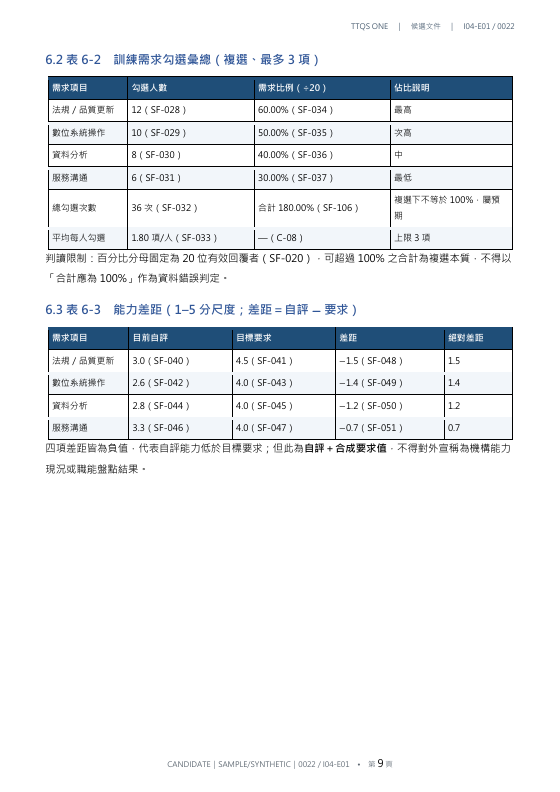 TTQS ONE | 候選文件 | I04-E01 / 0022
6.2 表 6-2 訓練需求勾選彙總（複選、最多 3 項）
需求項目 勾選人數 需求比例（÷20） 佔比說明
法規 / 品質更新 12（SF-028） 60.00%（SF-034） 最高
數位系統操作 10（SF-029） 50.00%（SF-035） 次高
資料分析 8（SF-030） 40.00%（SF-036） 中
服務溝通 6（SF-031） 30.00%（SF-037） 最低
總勾選次數 36 次（SF-032） 合計 180.00%（SF-106） 複選下不等於 100%，屬預
期
平均每人勾選 1.80 項/人（SF-033） —（C-08） 上限 3 項
判讀限制：百分比分母固定為 20 位有效回覆者（SF-020），可超過 100% 之合計為複選本質，不得以
「合計應為 100%」作為資料錯誤判定。
6.3 表 6-3 能力差距（1–5 分尺度；差距＝自評 − 要求）
需求項目 目前自評 目標要求 差距 絕對差距
法規 / 品質更新 3.0（SF-040） 4.5（SF-041） −1.5（SF-048） 1.5
數位系統操作 2.6（SF-042） 4.0（SF-043） −1.4（SF-049） 1.4
資料分析 2.8（SF-044） 4.0（SF-045） −1.2（SF-050） 1.2
服務溝通 3.3（SF-046） 4.0（SF-047） −0.7（SF-051） 0.7
四項差距皆為負值，代表自評能力低於目標要求；但此為自評＋合成要求值，不得對外宣稱為機構能力
現況或職能盤點結果。
CANDIDATE | SAMPLE/SYNTHETIC | 0022 / I04-E01 • 第 9 頁